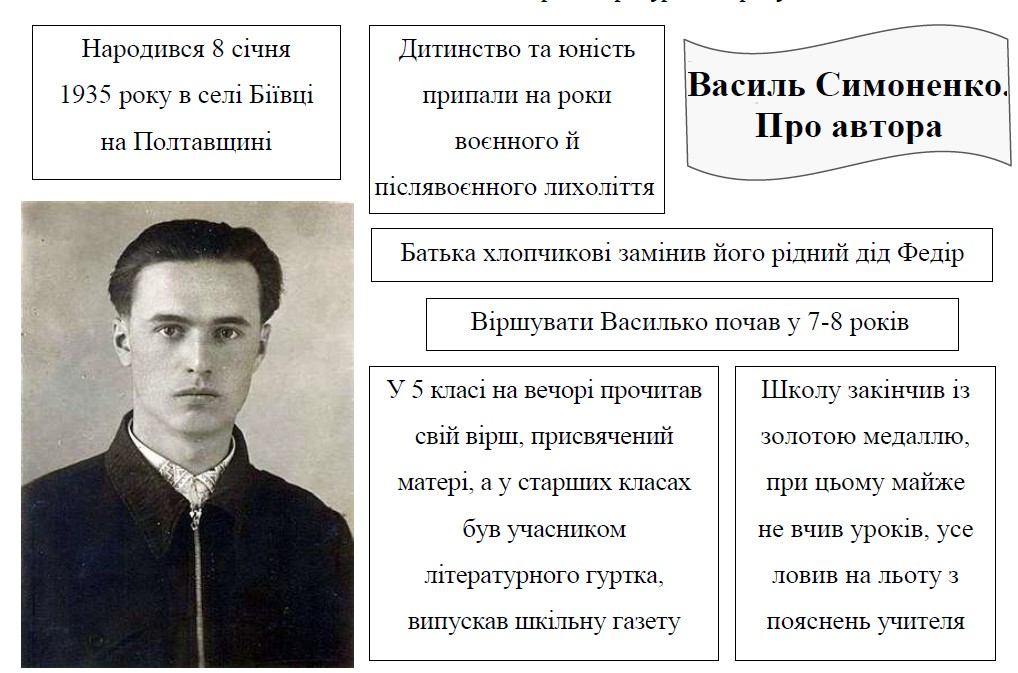 Народився 8 січня
1935 року в селі Біївці
на Полтавщині
Дитинство та юність
припали на роки
воєнного й
післявоєнного лихоліття
Василь Симоненко.
Про автора
Батька хлопчикові замінив його рідний дід Федір
Віршувати Василько почав у 7-8 років
У 5 класі на вечорі прочитав
свій вірш, присвячений
матері, а у старших класах
був учасником
літературного гуртка,
випускав шкільну газету
Школу закінчив із
золотою медаллю,
при цьому майже
не вчив уроків, усе
ловив на льоту з
пояснень учителя